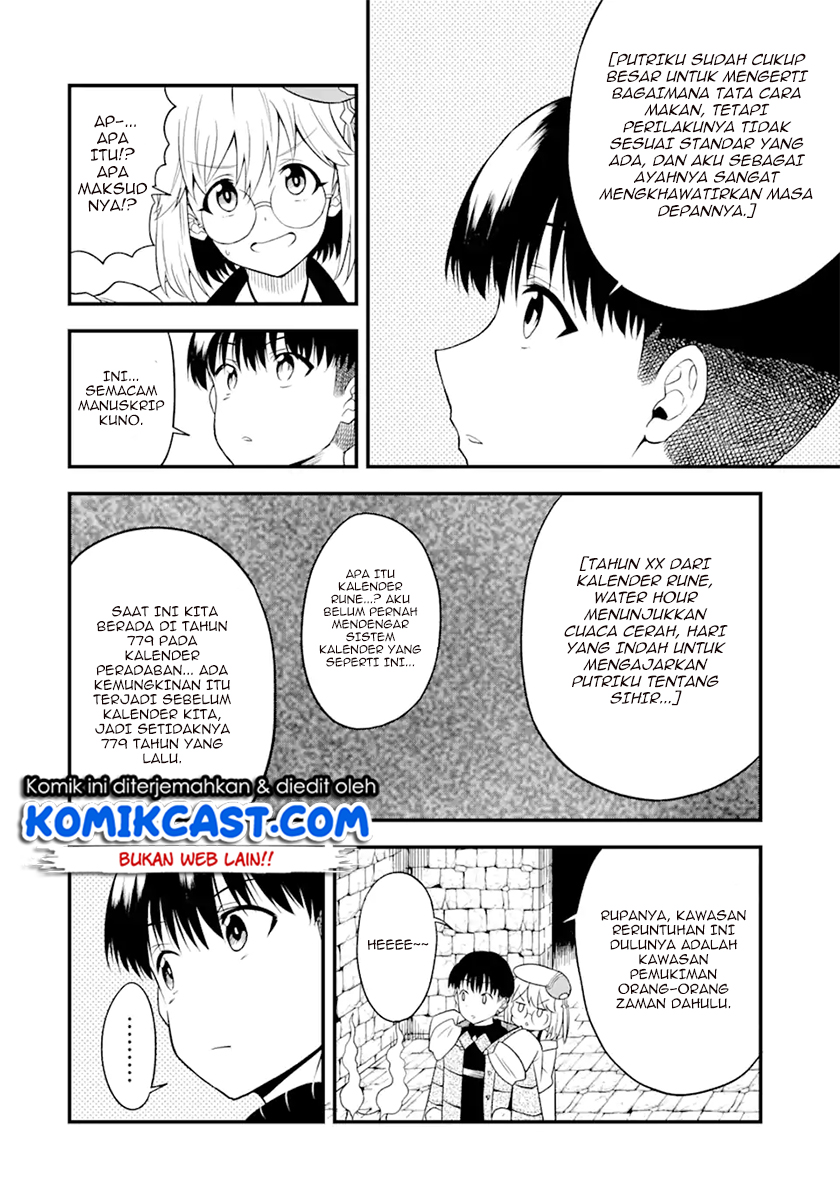 [PUTRIKU SUDAH CUKUP
BESAR UNTUK MENGERTI
BAGAIMANA TATA CARA
MAKAN, TETAPI
PERILAKUNYA TIDAK
SESUAI STANDAR YANG
ADA, DAN AKU SEBAGAI
AYAHNYA SANGAT
MENGKHAWATIRKAN MASA
DEPANNYA.]
AP-...
APA
ITU!?
APA
MAKSUD
NYA!?
INI...
SEMACAM
MANUSKRIP
KUNO.
[TAHUN XX DARI
KALENDER RUNE,
WATER HOUR
MENUNJUKKAN
CUACA CERAH, HARI
YANG INDAH UNTUK
MENGAJARKAN
PUTRIKU TENTANG
SIHIR...]
APA ITU
KALENDER
RUNE...? AKU
BELUM PERNAH
MENDENGAR
SISTEM
KALENDER YANG
SEPERTI INI...
SAAT INI KITA
BERADA DI TAHUN
779 PADA
KALENDER
PERADABAN... ADA
KEMUNGKINAN ITU
TERJADI SEBELUM
KALENDER KITA,
JADI SETIDAKNYA
779 TAHUN YANG
LALU.
Komik ini diterjemahkan & diedit oleh
KOMIKCAST.COM
BUKAN WEB LAIN!!
RUPANYA, KAWASAN
RERUNTUHAN INI
DULUNYA ADALAH
KAWASAN
PEMUKIMAN
ORANG-ORANG
ZAMAN DAHULU.
HEEEE~~
.........